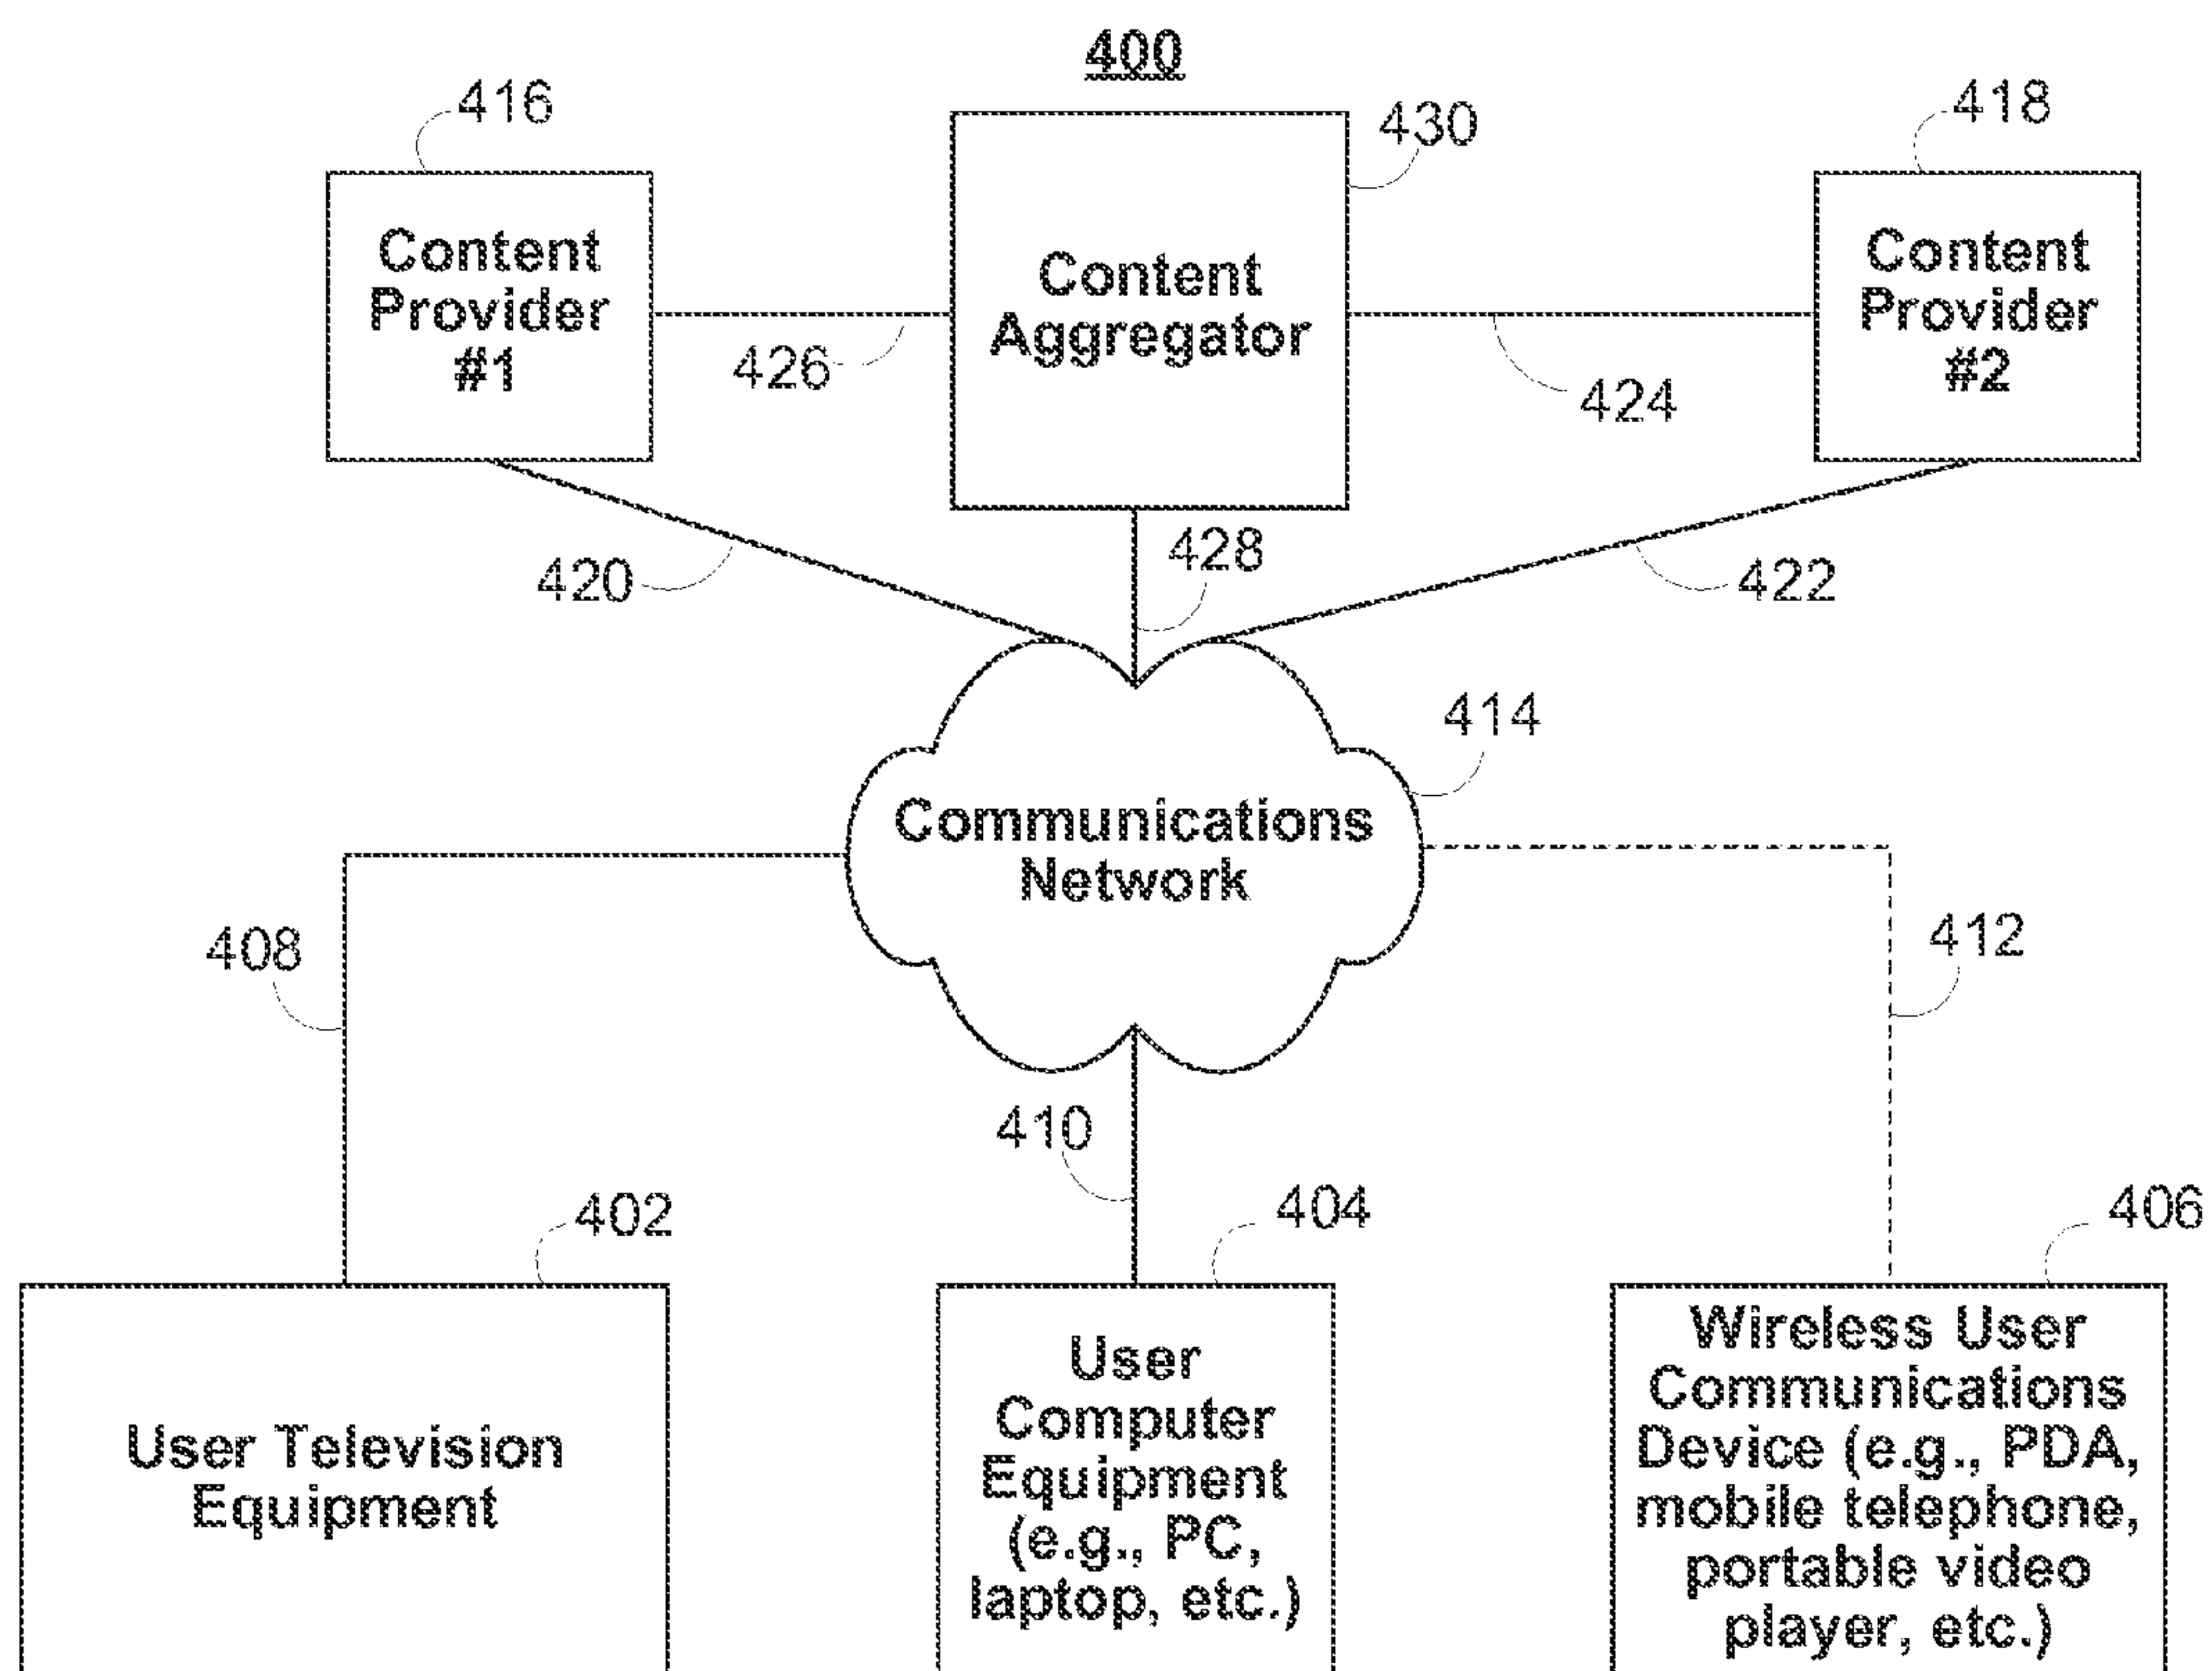 400
416
430
418
Content
Provider
#1
Content
Aggregator
Content
Provider
#2
426
424
420
428
422
414
Communications
Network
408
412
410
402
404
406
User Television
Equipment
User
Computer
Equipment
(e.g., PC,
laptop, etc.)
Wireless User
Communications
Device (e.g., PDA,
mobile telephone,
portable video
player, etc.)